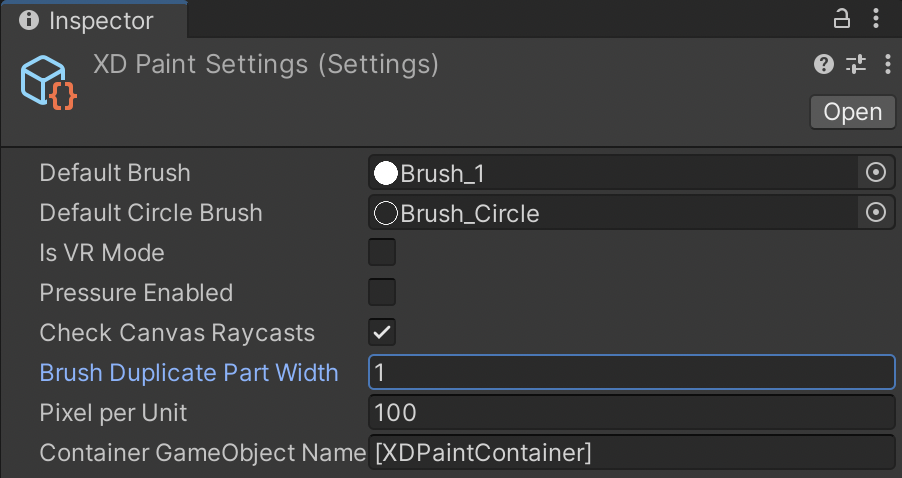 Inspector
XD Paint Settings (Settings)
Open
Default Brush Brush_1
Default Circle Brush Brush_Circle
Is VR Mode
Pressure Enabled
Check Canvas Raycasts
Brush Duplicate Part Width 1
Pixel per Unit 100
Container GameObject Name [XDPaintContainer]